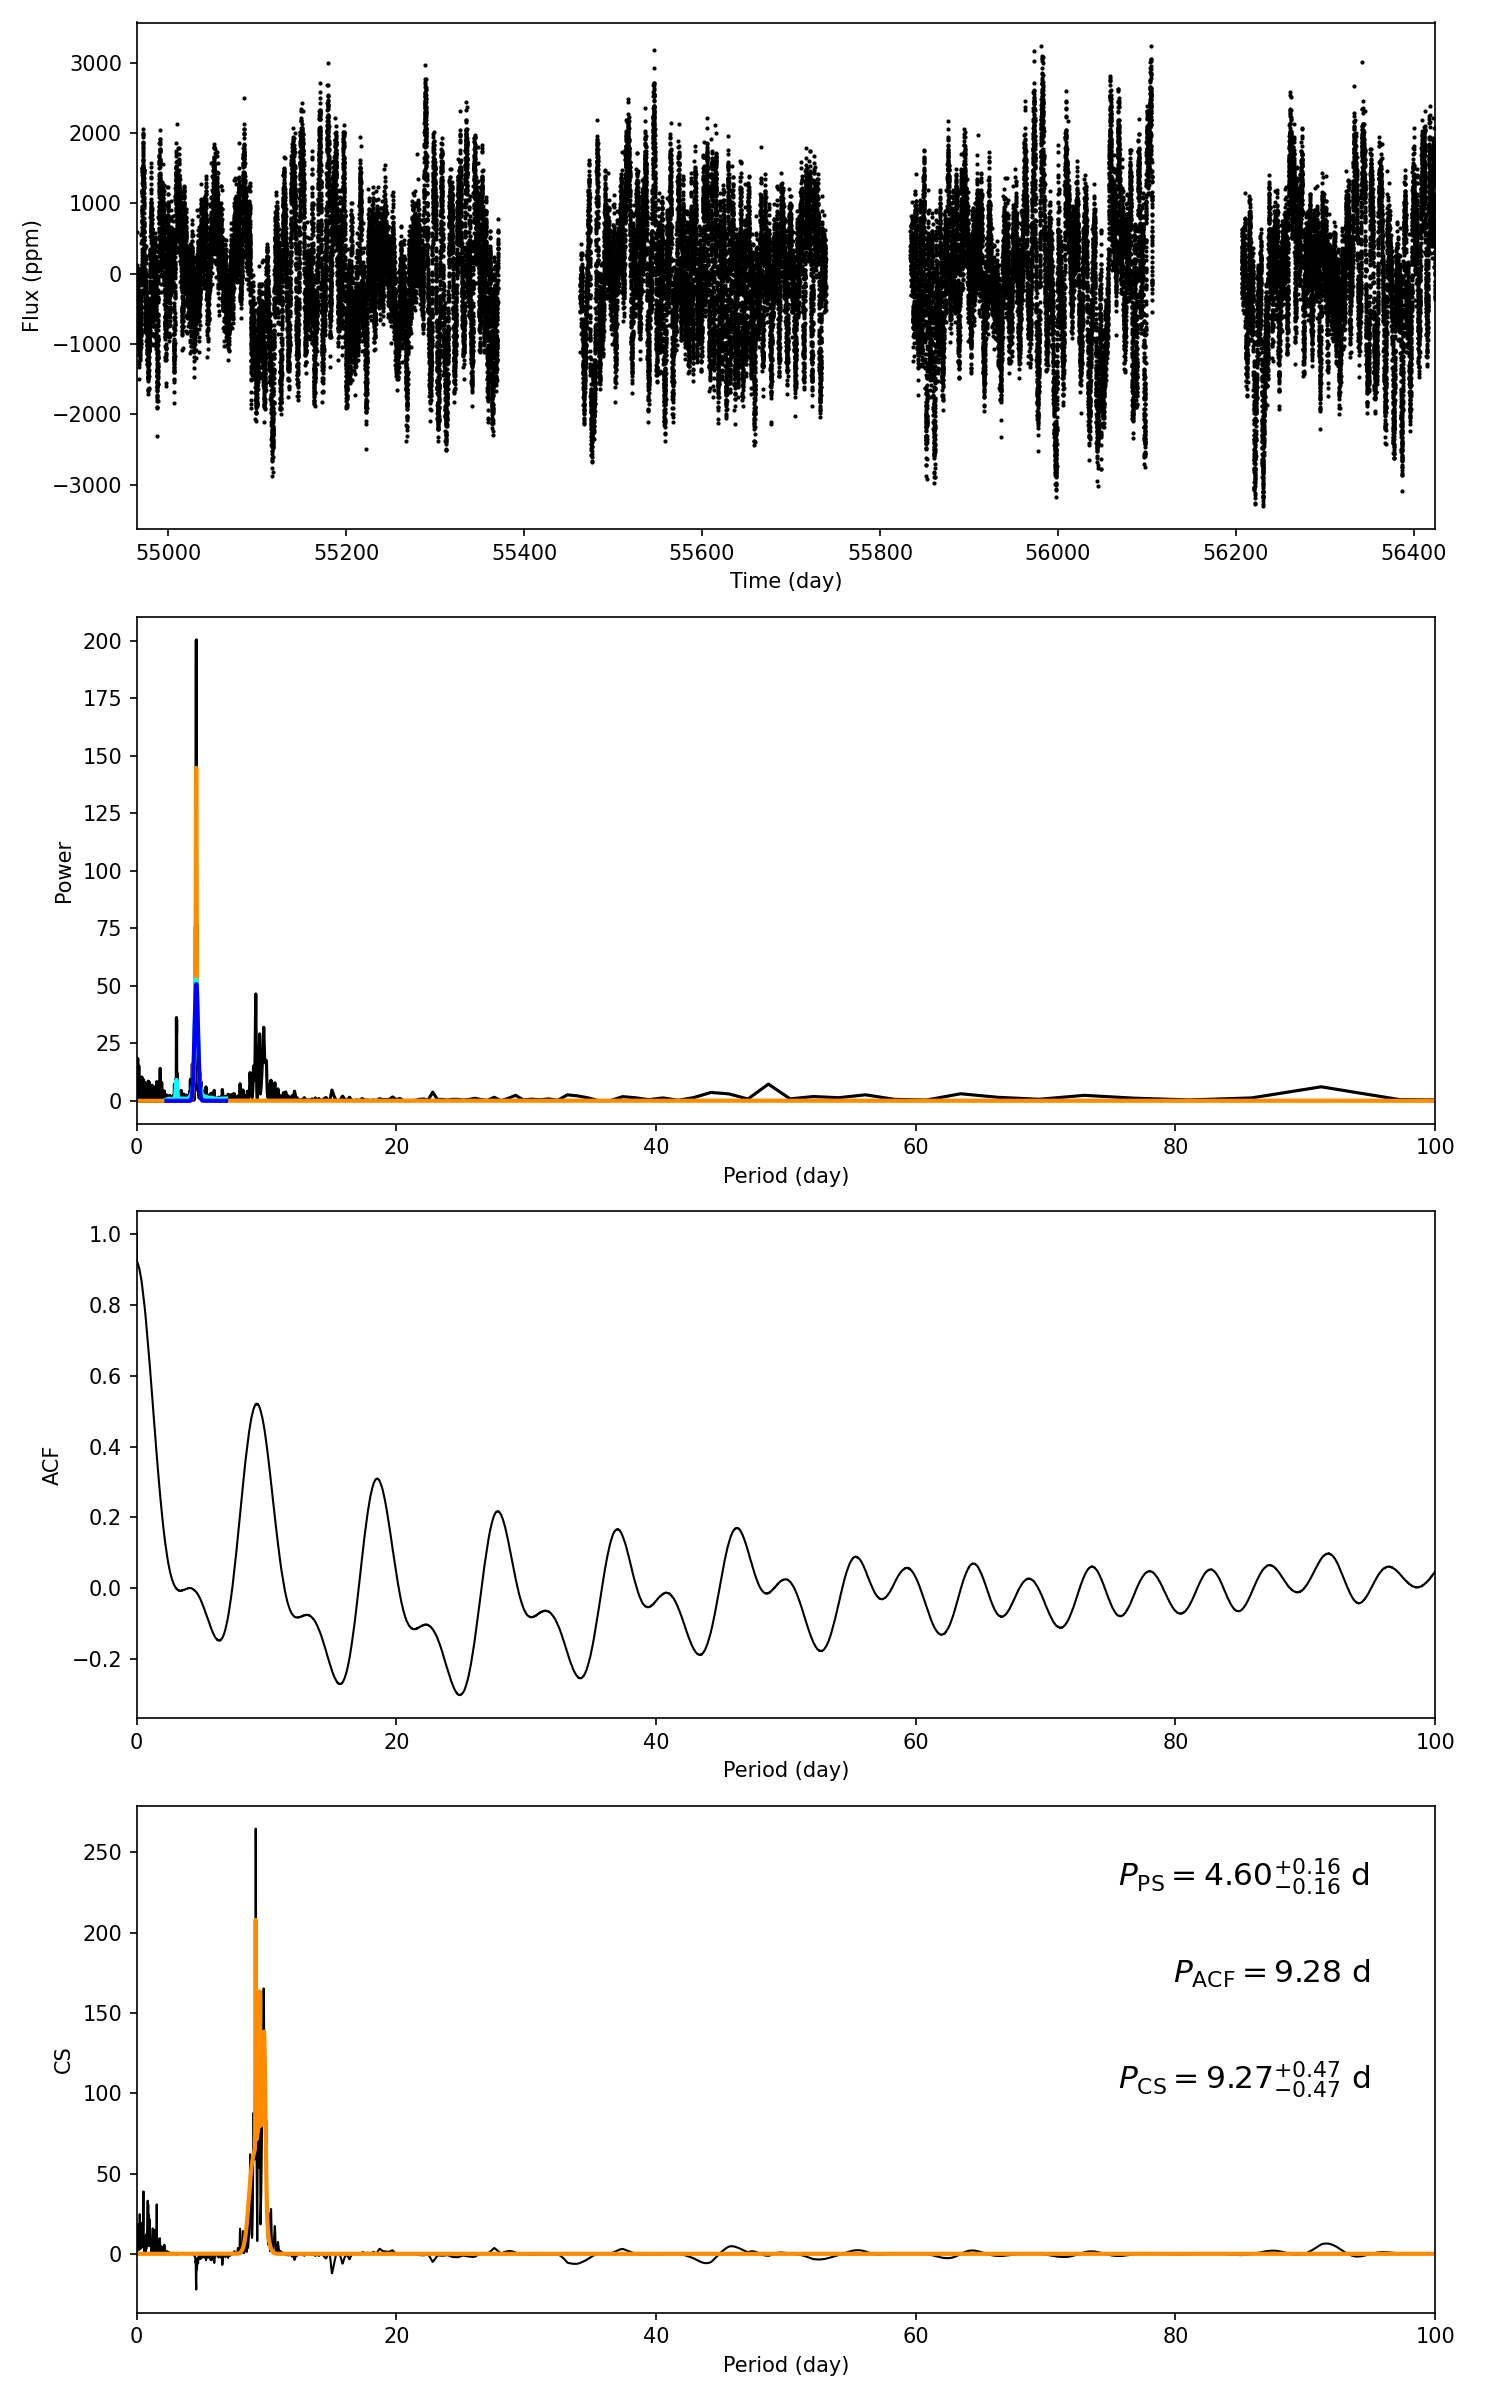 3000
2000
1000
0
−1000
−2000
−3000
Flux (ppm)
55000 55200 55400 55600 55800 56000 56200 56400
Time (day)
200
175
150
125
100
75
50
25
0
Power
0 20 40 60 80 100
Period (day)
1.0
0.8
0.6
0.4
0.2
0.0
−0.2
ACF
0 20 40 60 80 100
Period (day)
250
200
150
100
50
0
CS
P_PS = 4.60^{+0.16}_{−0.16} d
P_ACF = 9.28 d
P_CS = 9.27^{+0.47}_{−0.47} d
0 20 40 60 80 100
Period (day)